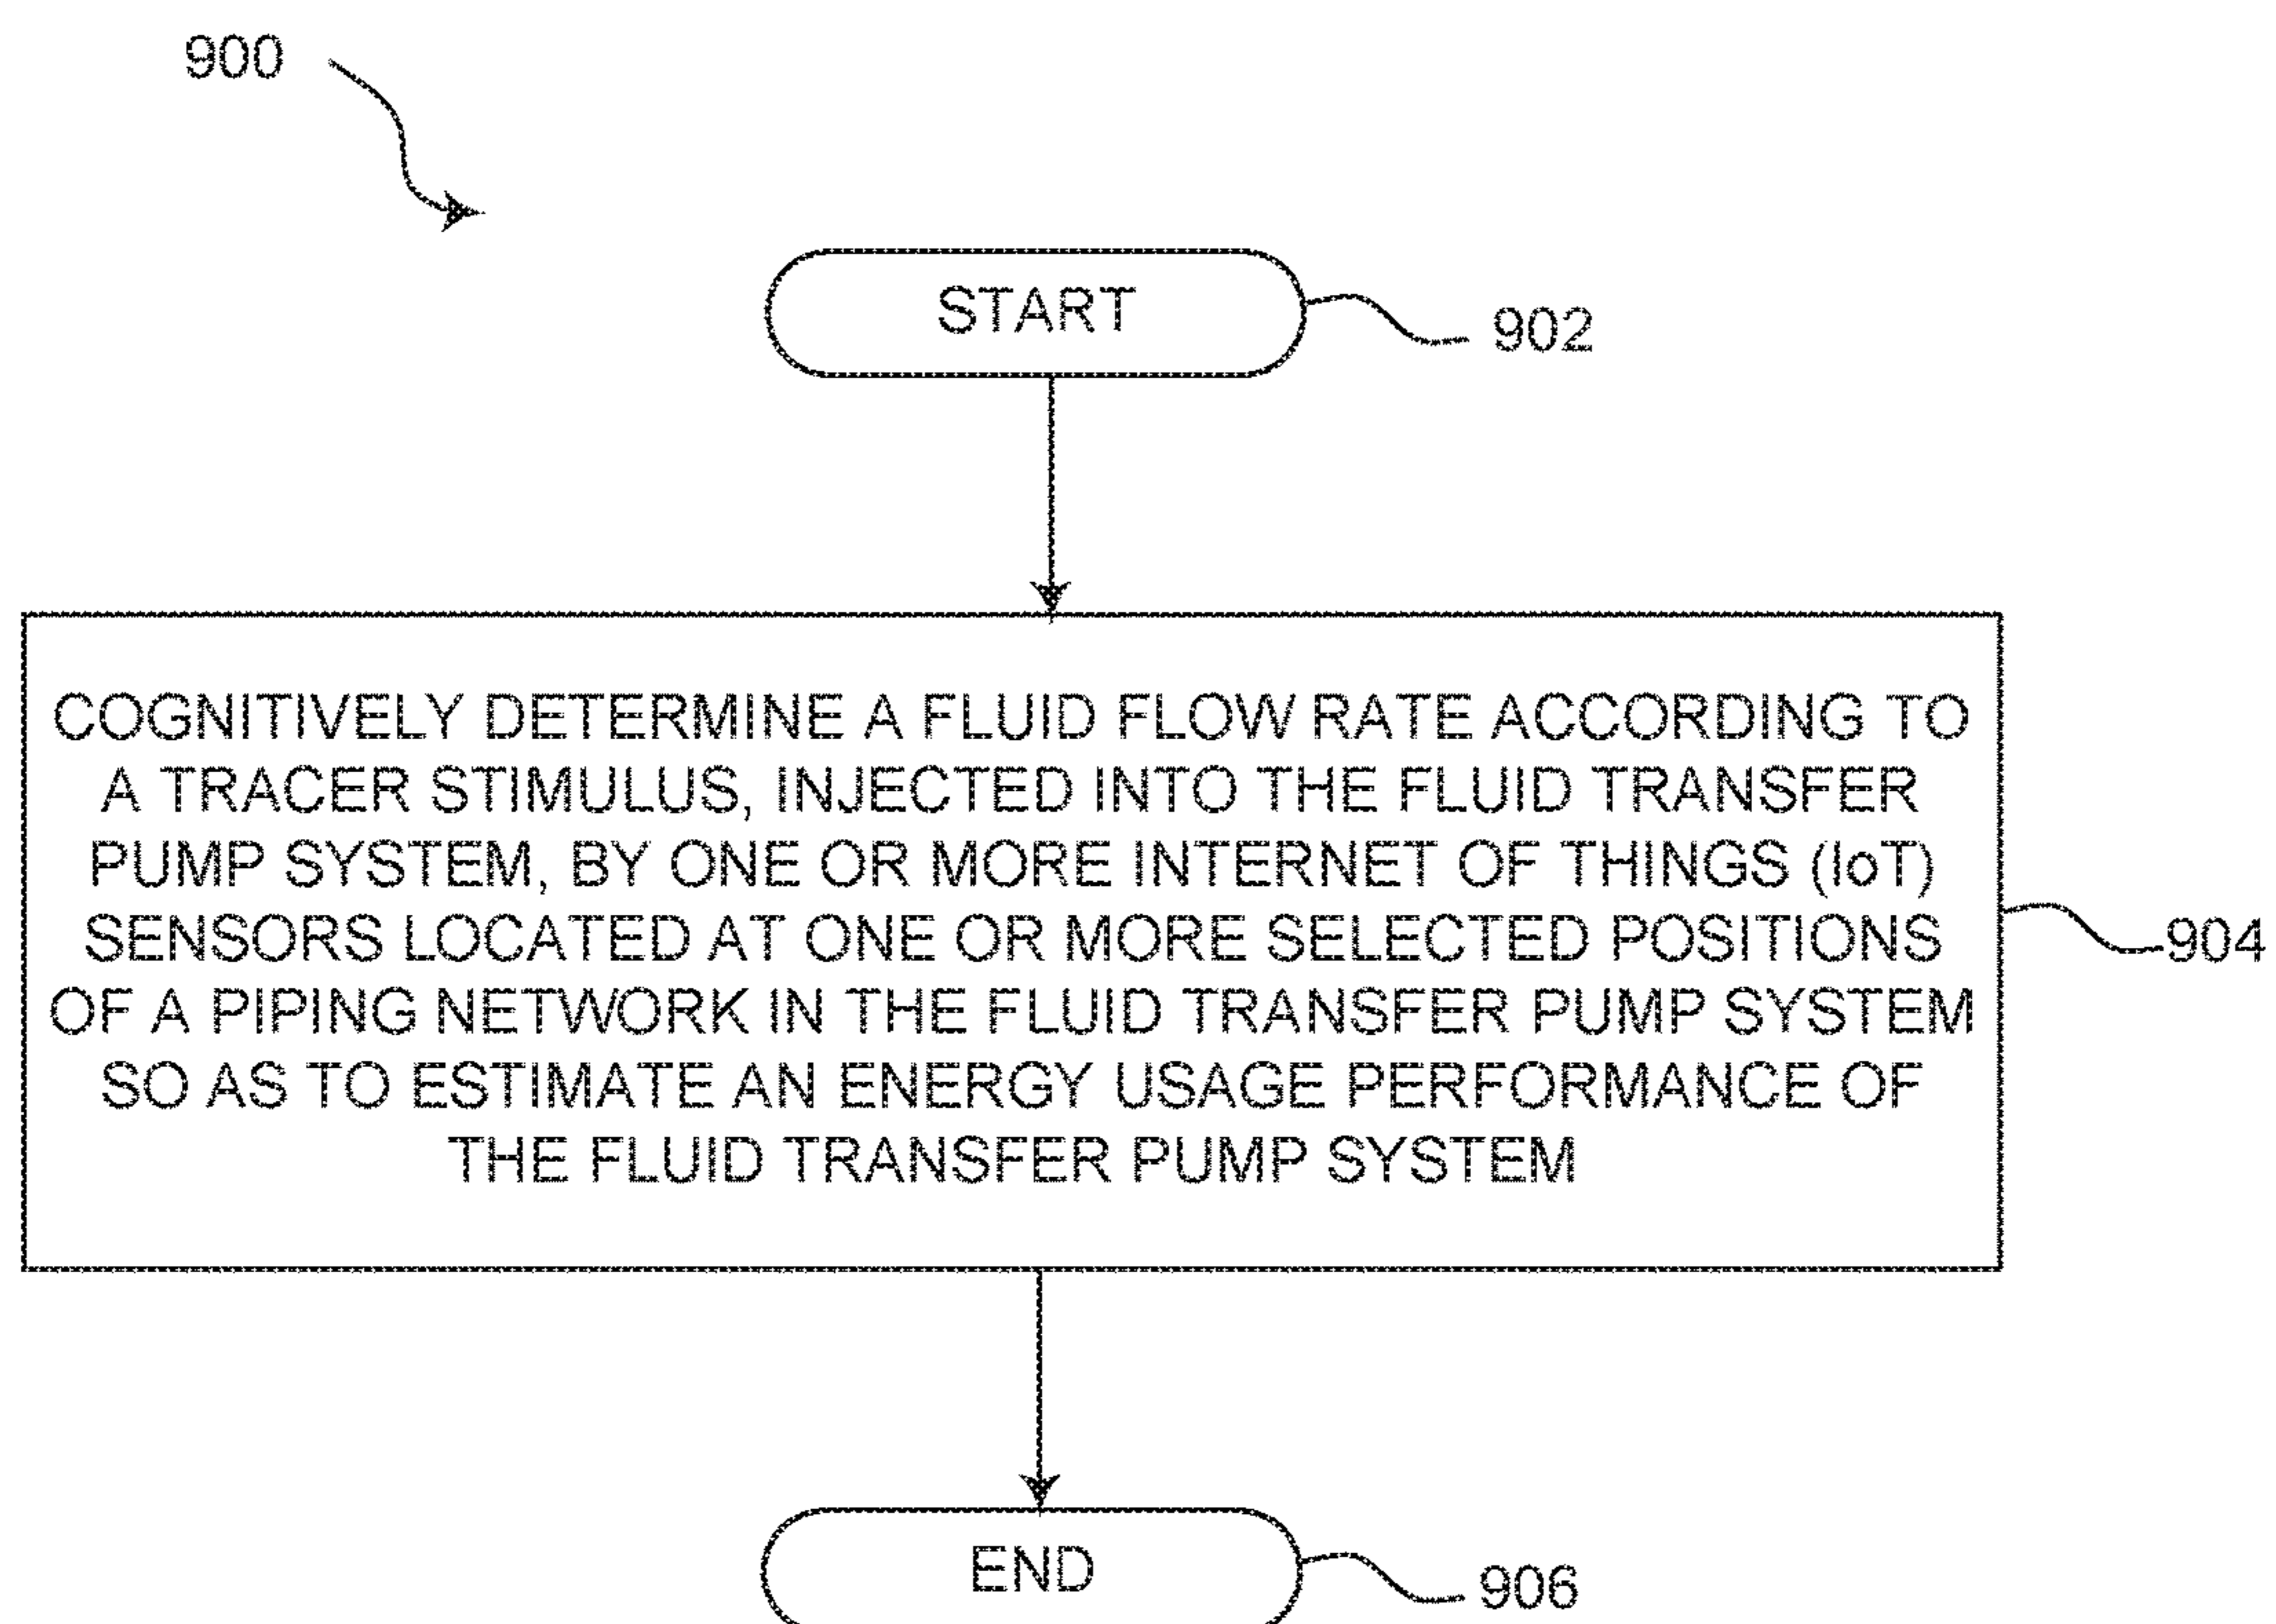 900
START
902
COGNITIVELY DETERMINE A FLUID FLOW RATE ACCORDING TO
A TRACER STIMULUS, INJECTED INTO THE FLUID TRANSFER
PUMP SYSTEM, BY ONE OR MORE INTERNET OF THINGS (IoT)
SENSORS LOCATED AT ONE OR MORE SELECTED POSITIONS
OF A PIPING NETWORK IN THE FLUID TRANSFER PUMP SYSTEM
SO AS TO ESTIMATE AN ENERGY USAGE PERFORMANCE OF
THE FLUID TRANSFER PUMP SYSTEM
904
END
906